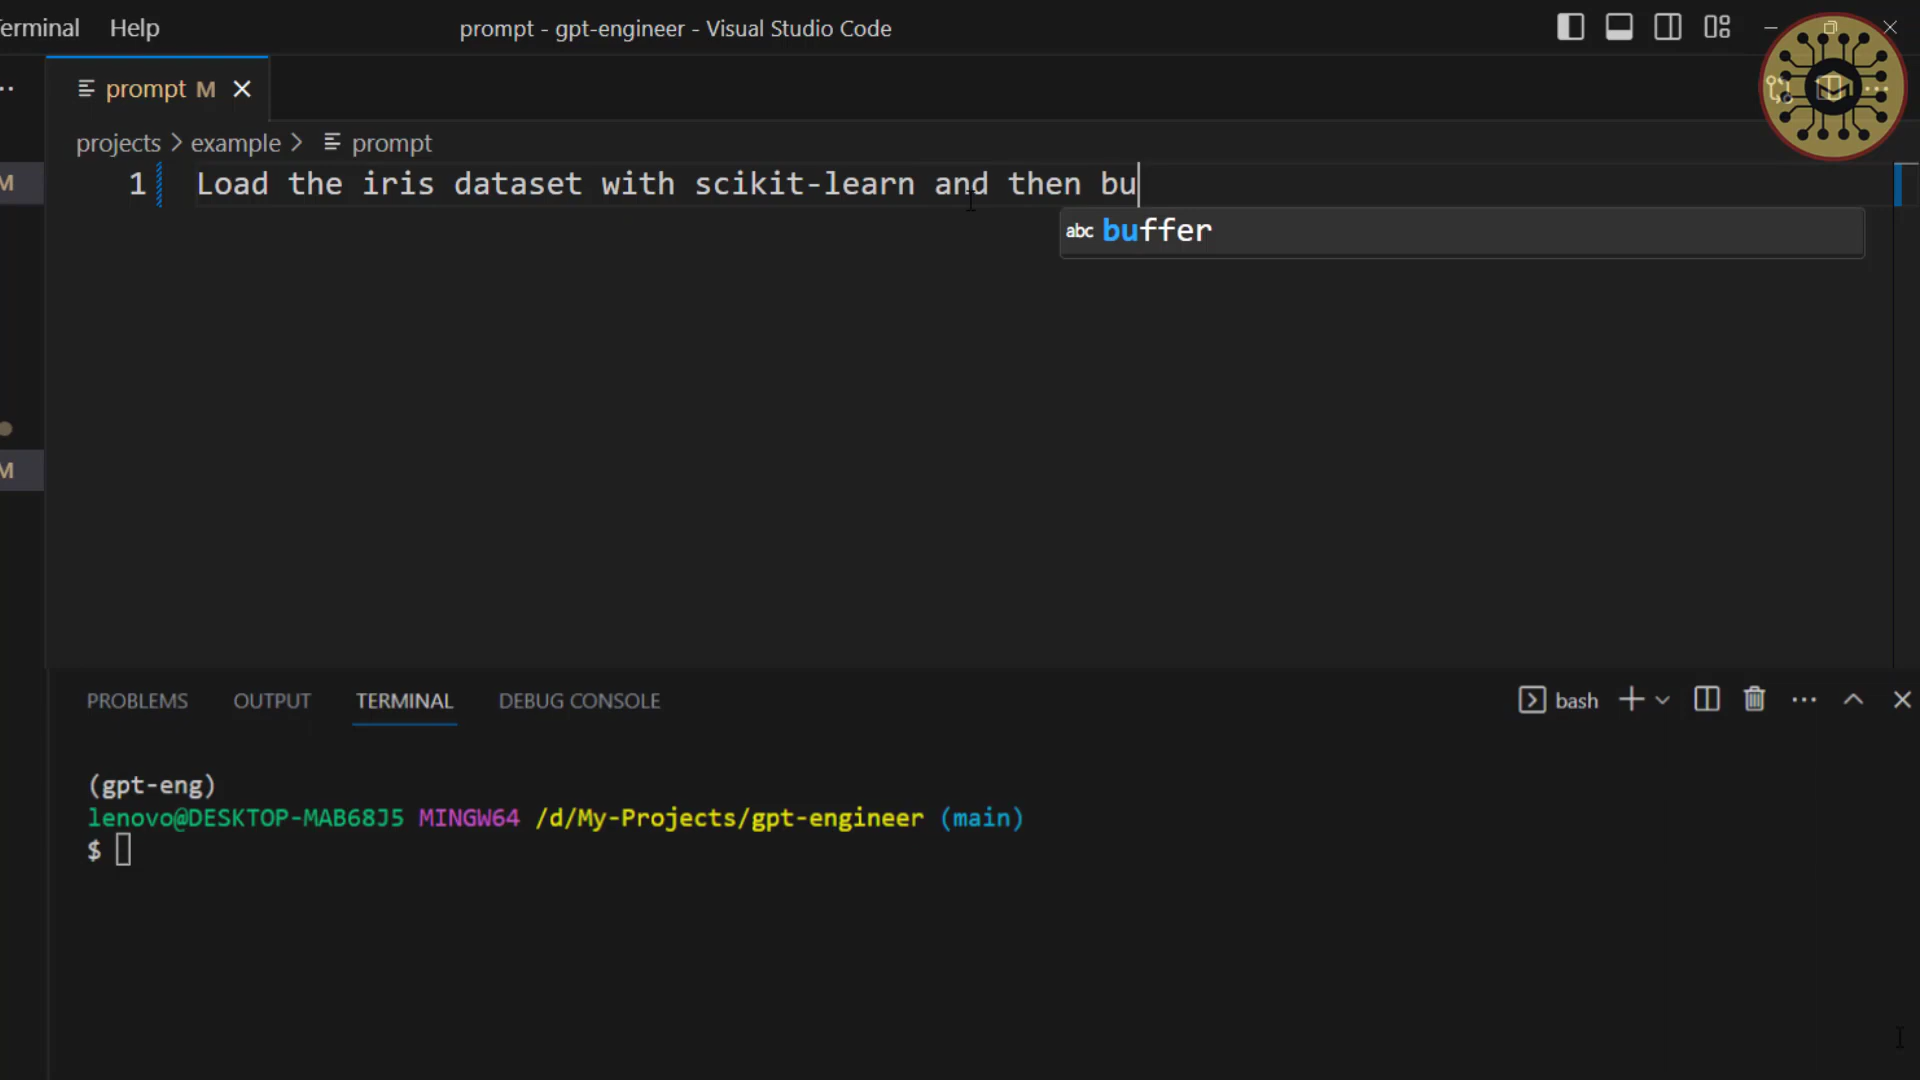 Terminal Help prompt - gpt-engineer - Visual Studio Code
prompt M
projects > example > prompt
M
1 Load the iris dataset with scikit-learn and then bu
abc buffer
M
PROBLEMS OUTPUT TERMINAL DEBUG CONSOLE bash
(gpt-eng)
lenovo@DESKTOP-MAB68J5 MINGW64 /d/My-Projects/gpt-engineer (main)
$